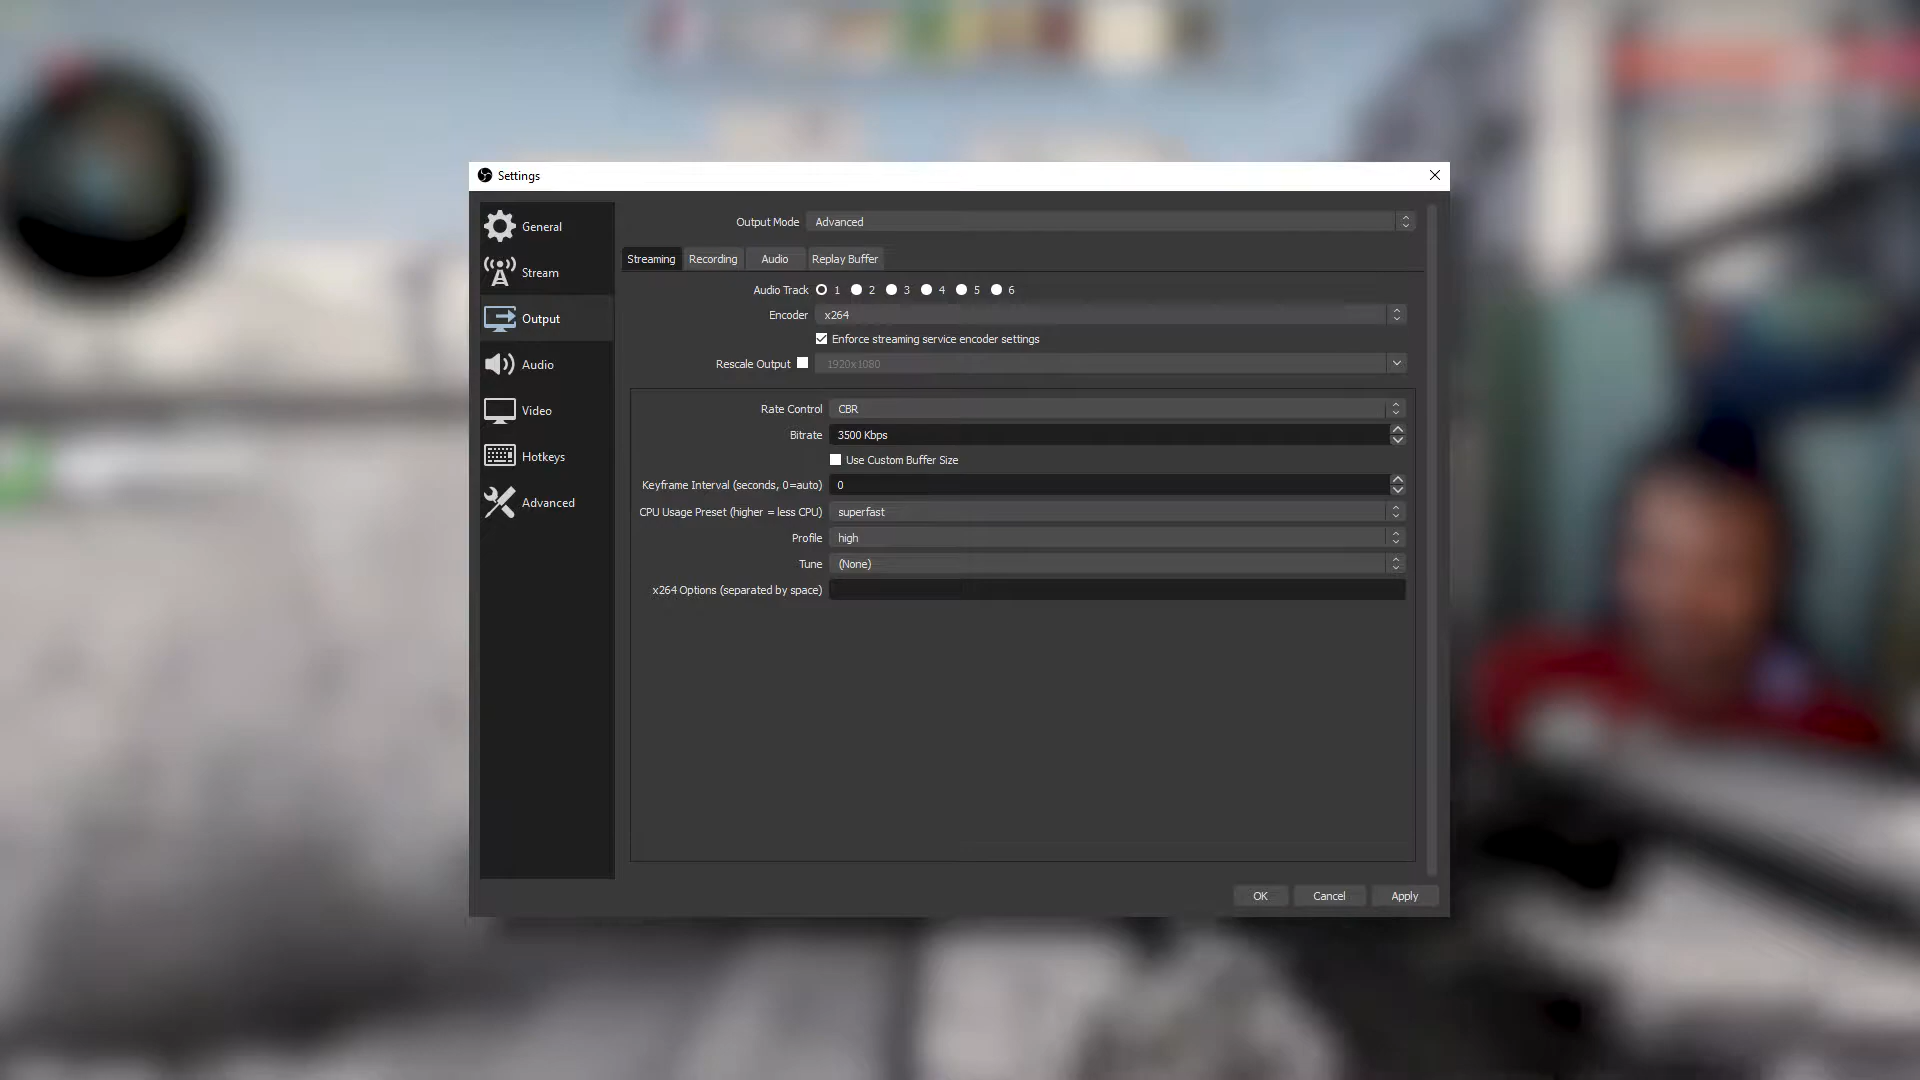 Settings
General
Stream
Output
Audio
Video
Hotkeys
Advanced
Output Mode Advanced
Streaming Recording Audio Replay Buffer
Audio Track 1 2 3 4 5 6
Encoder x264
Enforce streaming service encoder settings
Rescale Output 1920x1080
Rate Control CBR
Bitrate 3500 Kbps
Use Custom Buffer Size
Keyframe Interval (seconds, 0=auto) 0
CPU Usage Preset (higher = less CPU) superfast
Profile high
Tune (None)
x264 Options (separated by space)
OK Cancel Apply